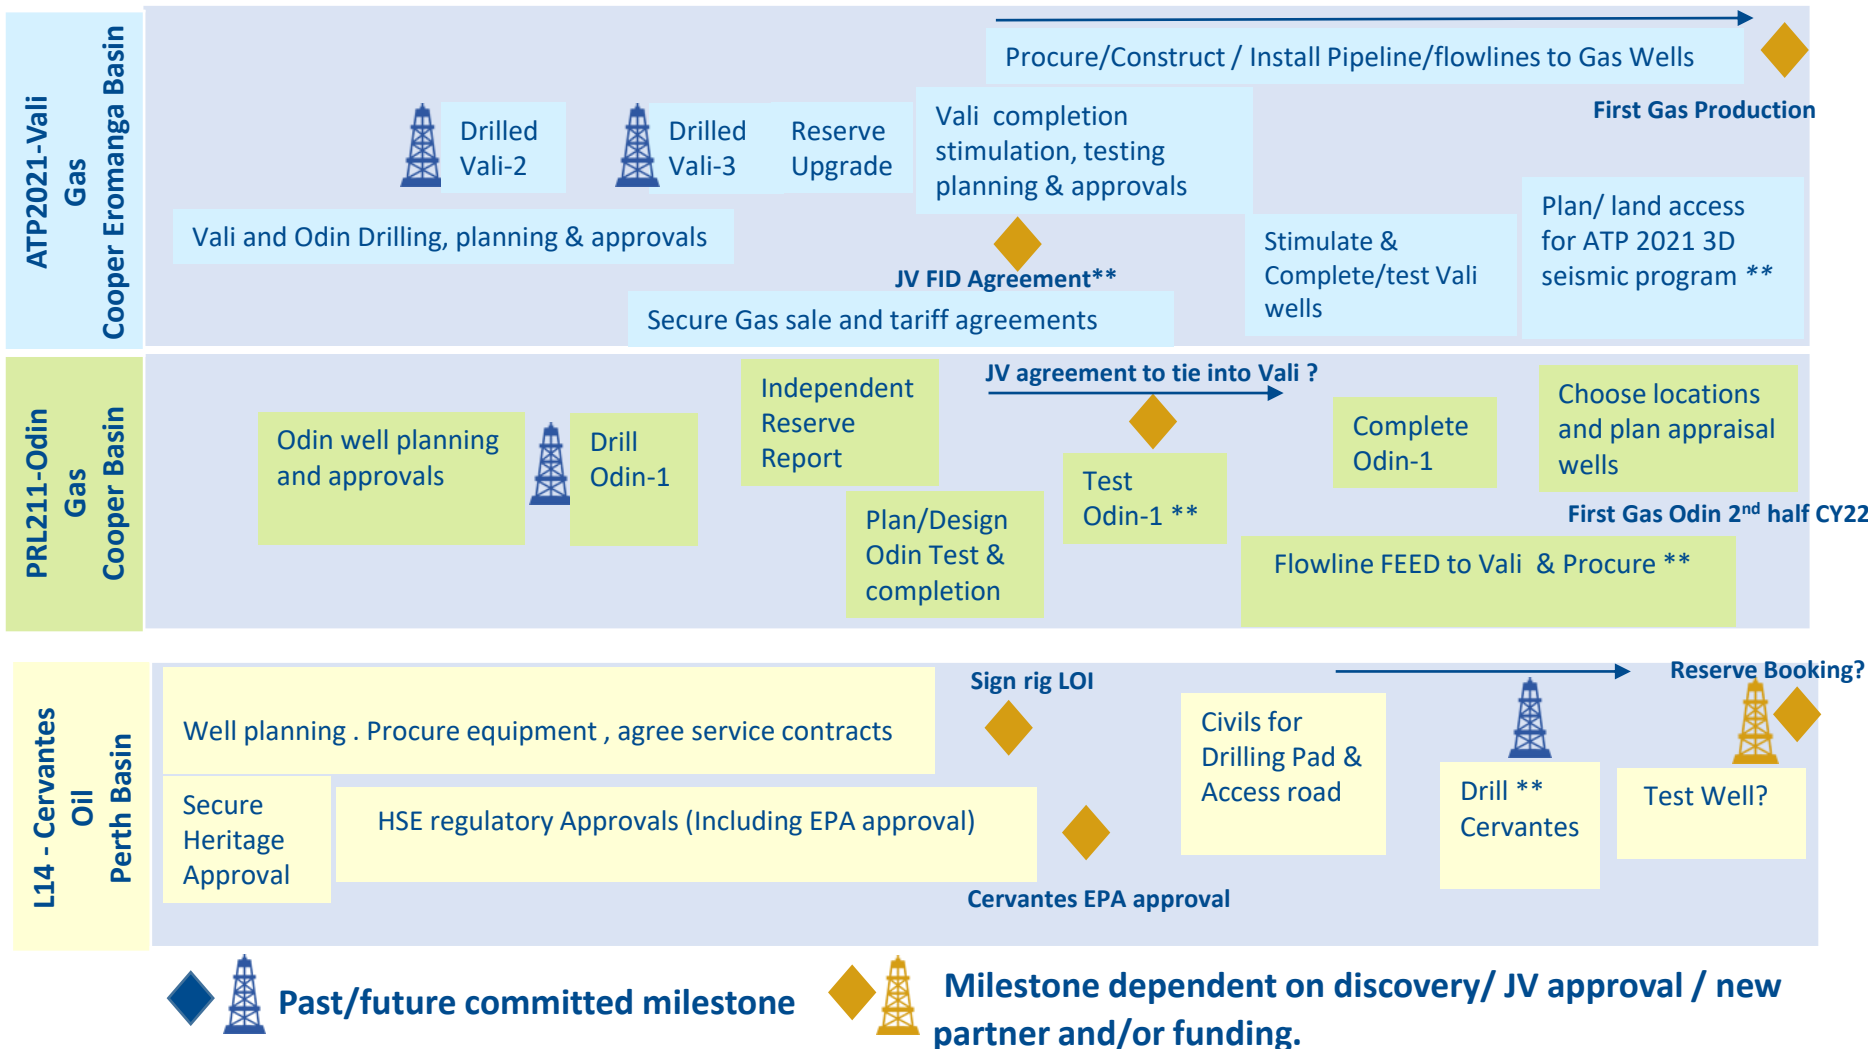 ATP2021-Vali
Gas
Cooper Eromanga Basin
Procure/Construct / Install Pipeline/flowlines to Gas Wells
First Gas Production
Drilled
Vali-2
Drilled
Vali-3
Reserve
Upgrade
Vali completion
stimulation, testing
planning & approvals
Vali and Odin Drilling, planning & approvals
JV FID Agreement**
Secure Gas sale and tariff agreements
Stimulate &
Complete/test Vali
wells
Plan/ land access
for ATP 2021 3D
seismic program **
PRL211-Odin
Gas
Cooper Basin
Odin well planning
and approvals
Drill
Odin-1
Independent
Reserve
Report
Plan/Design
Odin Test &
completion
JV agreement to tie into Vali ?
Test
Odin-1 **
Complete
Odin-1
Choose locations
and plan appraisal
wells
First Gas Odin 2nd half CY22
Flowline FEED to Vali & Procure **
L14 - Cervantes
Oil
Perth Basin
Well planning . Procure equipment , agree service contracts
Sign rig LOI
Secure
Heritage
Approval
HSE regulatory Approvals (Including EPA approval)
Cervantes EPA approval
Civils for
Drilling Pad &
Access road
Drill **
Cervantes
Reserve Booking?
Test Well?
Past/future committed milestone
Milestone dependent on discovery/ JV approval / new
partner and/or funding.